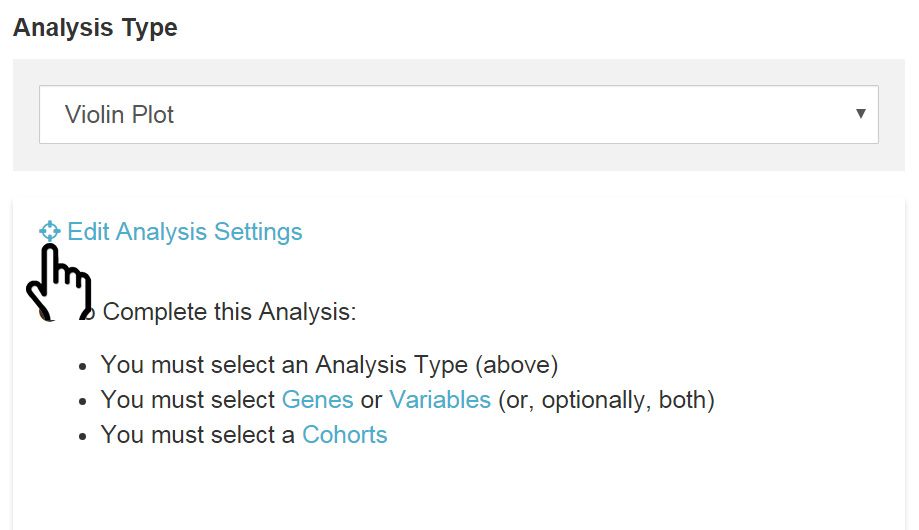 Analysis Type
Violin Plot
Edit Analysis Settings
Complete this Analysis:
You must select an Analysis Type (above)
You must select Genes or Variables (or, optionally, both)
You must select a Cohorts